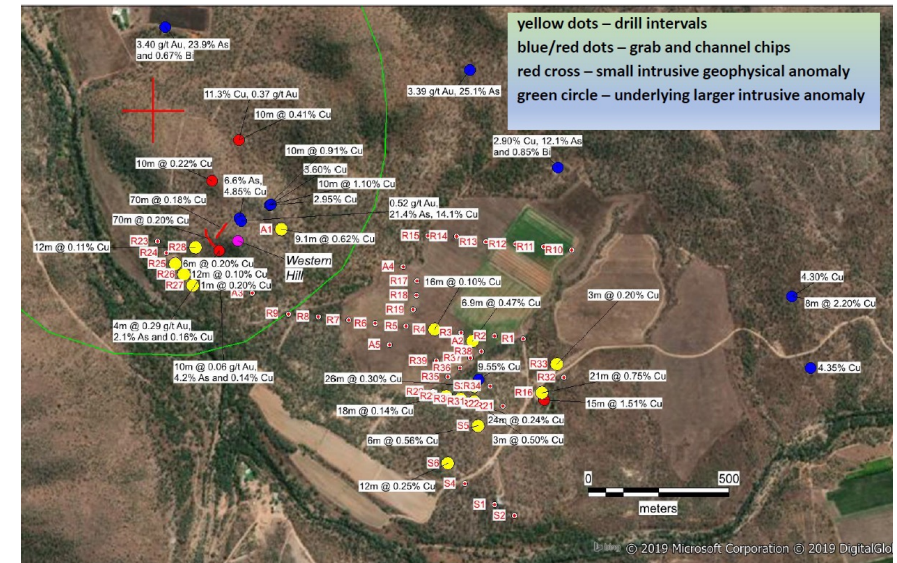 yellow dots – drill intervals
blue/red dots – grab and channel chips
red cross – small intrusive geophysical anomaly
green circle – underlying larger intrusive anomaly
3.40 g/t Au, 23.9% As
and 0.67% Bi
3.39 g/t Au, 25.1% As
11.3% Cu, 0.37 g/t Au
10m @ 0.41% Cu
2.90% Cu, 12.1% As
and 0.85% Bi
10m @ 0.91% Cu
10m @ 0.22% Cu
3.60% Cu
6.6% As,
4.85% Cu
10m @ 1.10% Cu
70m @ 0.18% Cu
2.95% Cu
0.52 g/t Au,
21.4% As, 14.1% Cu
70m @ 0.20% Cu
A1
9.1m @ 0.62% Cu
R15
R14
R13
R12
R11
R10
R23
12m @ 0.11% Cu
R28
R24
Western
Hill
R25
6m @ 0.20% Cu
A4
R26
12m @ 0.10% Cu
R17
16m @ 0.10% Cu
4.30% Cu
R27
1m @ 0.20% Cu
A3
R18
3m @ 0.20% Cu
6.9m @ 0.47% Cu
8m @ 2.20% Cu
R19
R9
R8
R7
R6
R5
R4
R3
4m @ 0.29 g/t Au,
2.1% As and 0.16% Cu
A5
A2
R2
R1
R38
R37
R39
R36
R33
10m @ 0.06 g/t Au,
4.2% As and 0.14% Cu
9.55% Cu
4.35% Cu
26m @ 0.30% Cu
R35
R32
21m @ 0.75% Cu
R34
R16
R31
R22
R21
15m @ 1.51% Cu
18m @ 0.14% Cu
24m @ 0.24% Cu
S5
6m @ 0.56% Cu
3m @ 0.50% Cu
S6
12m @ 0.25% Cu
S4
0
500
meters
S1
S2
© 2019 Microsoft Corporation © 2019 DigitalGlo